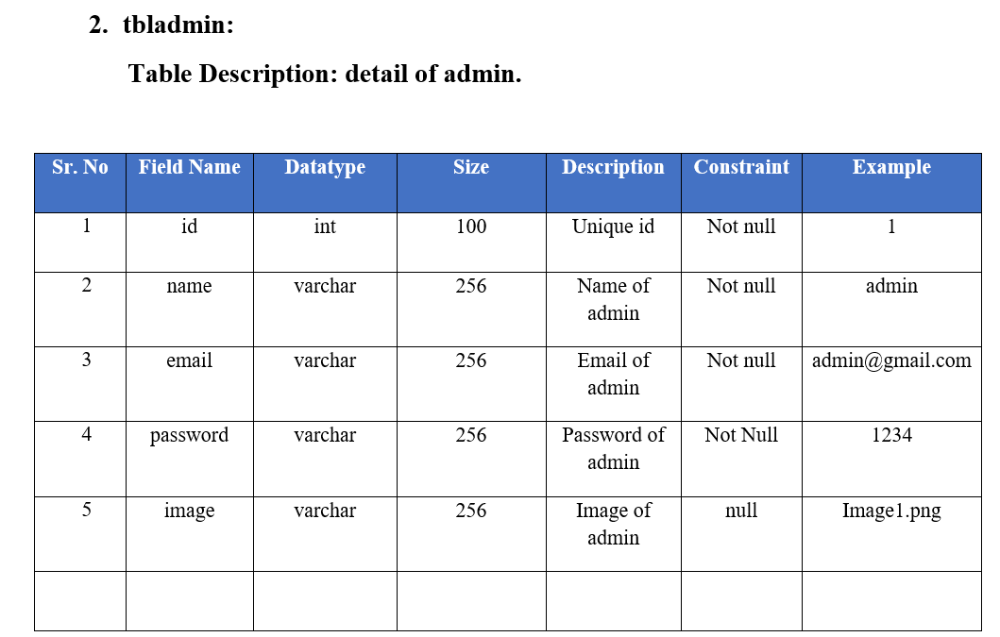 2. tbladmin:
Table Description: detail of admin.
Sr. No Field Name Datatype Size Description Constraint Example
1 id int 100 Unique id Not null 1
2 name varchar 256 Name of Not null admin
admin
3 email varchar 256 Email of Not null admin@gmail.com
admin
4 password varchar 256 Password of Not Null 1234
admin
5 image varchar 256 Image of null Image1.png
admin